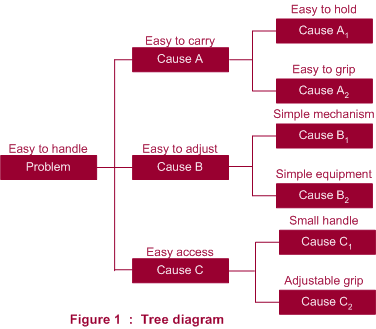 Easy to hold
Cause A1
Easy to carry
Cause A
Easy to grip
Cause A2
Simple mechanism
Cause B1
Easy to handle
Problem
Easy to adjust
Cause B
Simple equipment
Cause B2
Small handle
Cause C1
Easy access
Cause C
Adjustable grip
Cause C2
Figure 1 : Tree diagram